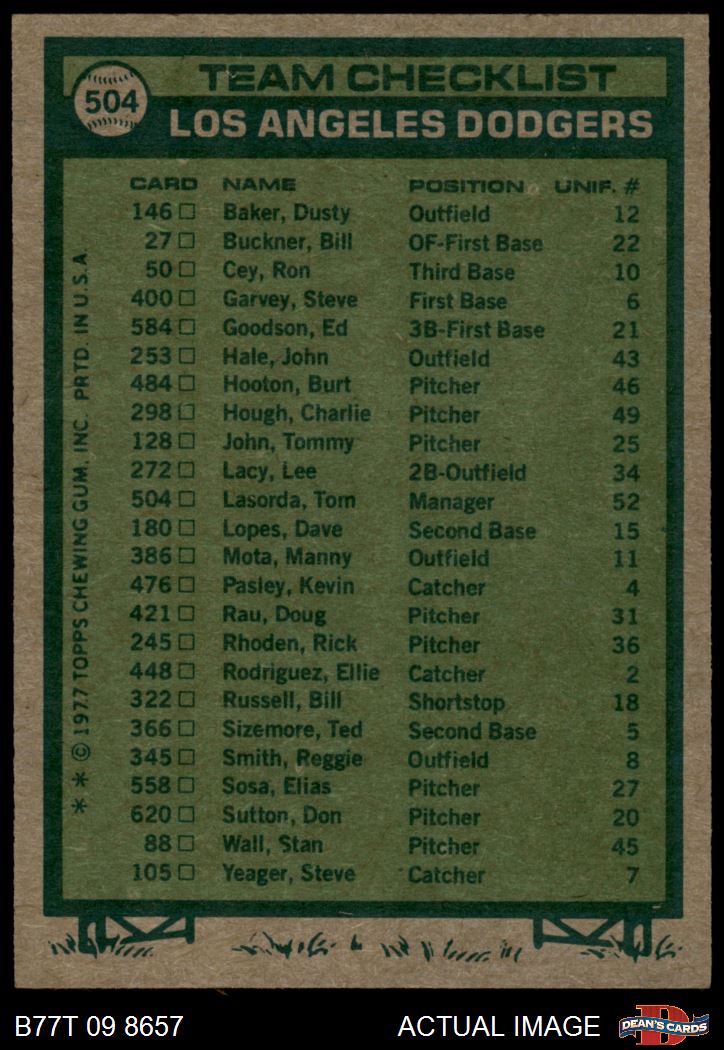 504
TEAM CHECKLIST
LOS ANGELES DODGERS
CARD NAME POSITION UNIF. #
146 Baker, Dusty Outfield 12
27 Buckner, Bill OF-First Base 22
50 Cey, Ron Third Base 10
400 Garvey, Steve First Base 6
584 Goodson, Ed 3B-First Base 21
253 Hale, John Outfield 43
484 Hooton, Burt Pitcher 46
298 Hough, Charlie Pitcher 49
128 John, Tommy Pitcher 25
272 Lacy, Lee 2B-Outfield 34
504 Lasorda, Tom Manager 52
180 Lopes, Dave Second Base 15
386 Mota, Manny Outfield 11
476 Pasley, Kevin Catcher 4
421 Rau, Doug Pitcher 31
245 Rhoden, Rick Pitcher 36
448 Rodriguez, Ellie Catcher 2
322 Russell, Bill Shortstop 18
366 Sizemore, Ted Second Base 5
345 Smith, Reggie Outfield 8
558 Sosa, Elias Pitcher 27
620 Sutton, Don Pitcher 20
88 Wall, Stan Pitcher 45
105 Yeager, Steve Catcher 7
* * © 1977 TOPPS CHEWING GUM, INC. PRTD. IN U.S.A.
B77T 09 8657 ACTUAL IMAGE
D
DEAN'S CARDS